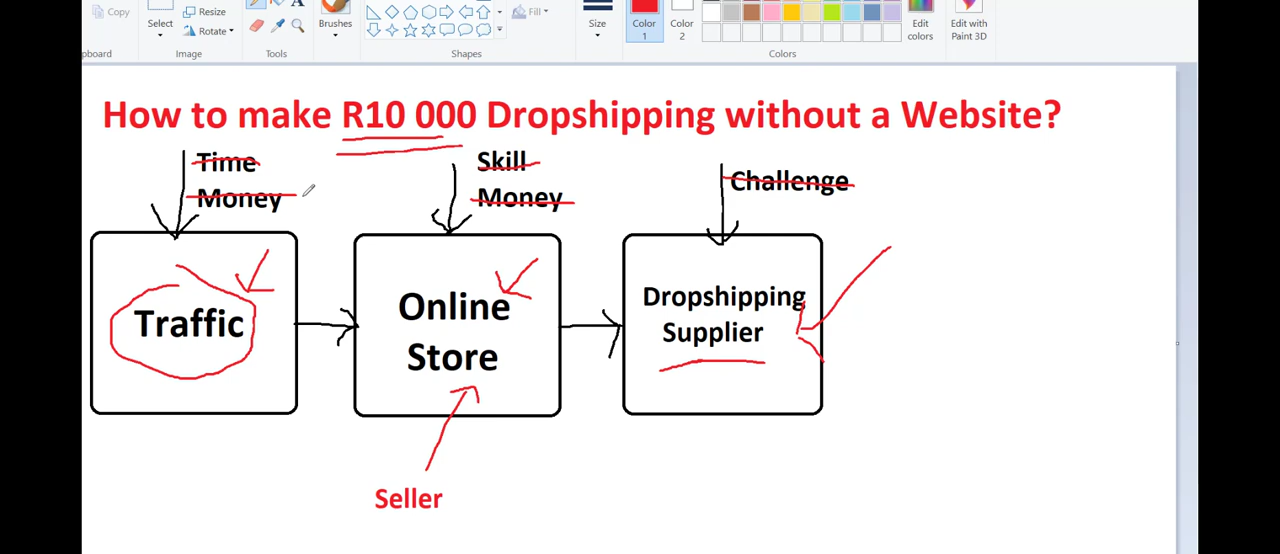 Copy
pboard
Select
Resize
Rotate
Image
Tools
Brushes
Fill
Shapes
Size
Color
1
Color
2
Edit
colors
Edit with
Paint 3D
Colors
How to make R10 000 Dropshipping without a Website?
Time
Money
Skill
Money
Challenge
Traffic
Online
Store
Dropshipping
Supplier
Seller